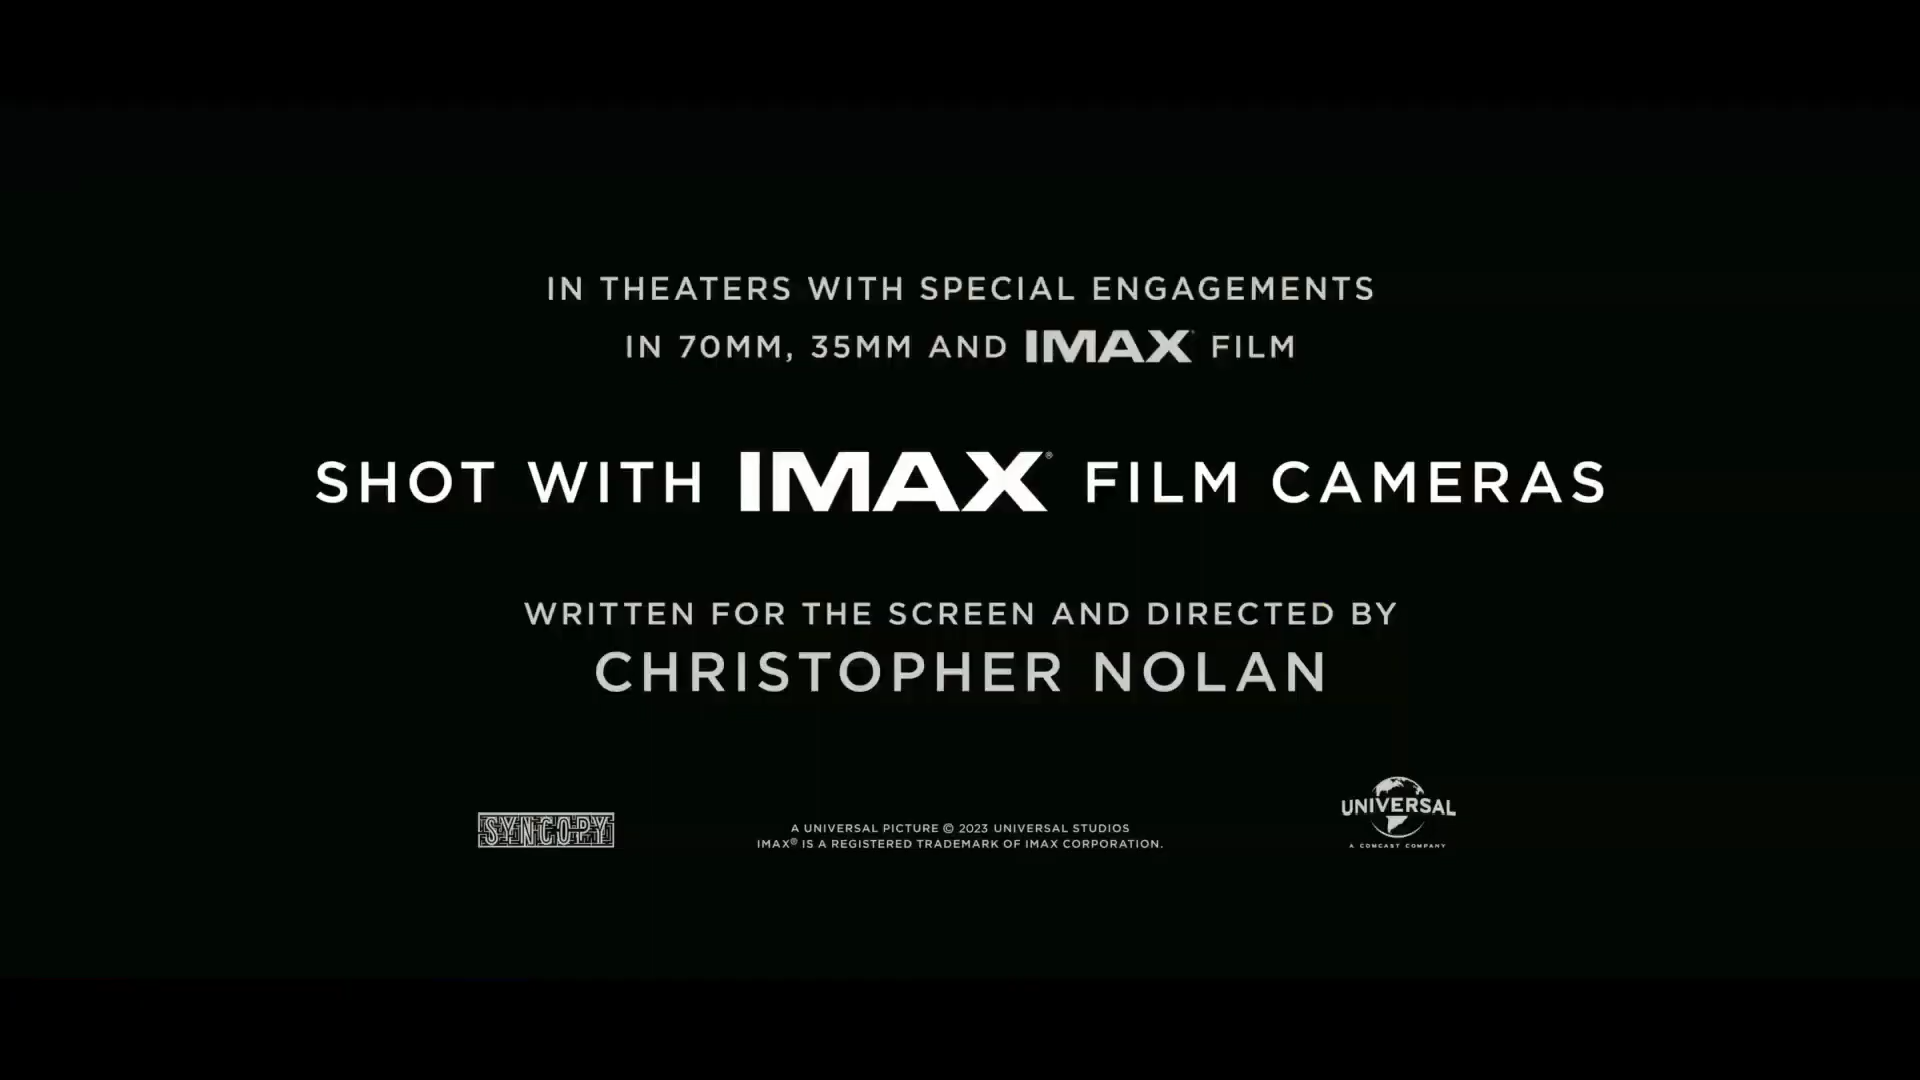 IN THEATERS WITH SPECIAL ENGAGEMENTS
IN 70MM, 35MM AND IMAX® FILM
SHOT WITH IMAX® FILM CAMERAS
WRITTEN FOR THE SCREEN AND DIRECTED BY
CHRISTOPHER NOLAN
SYNCOPY
A UNIVERSAL PICTURE © 2023 UNIVERSAL STUDIOS
IMAX® IS A REGISTERED TRADEMARK OF IMAX CORPORATION.
UNIVERSAL
A COMCAST COMPANY